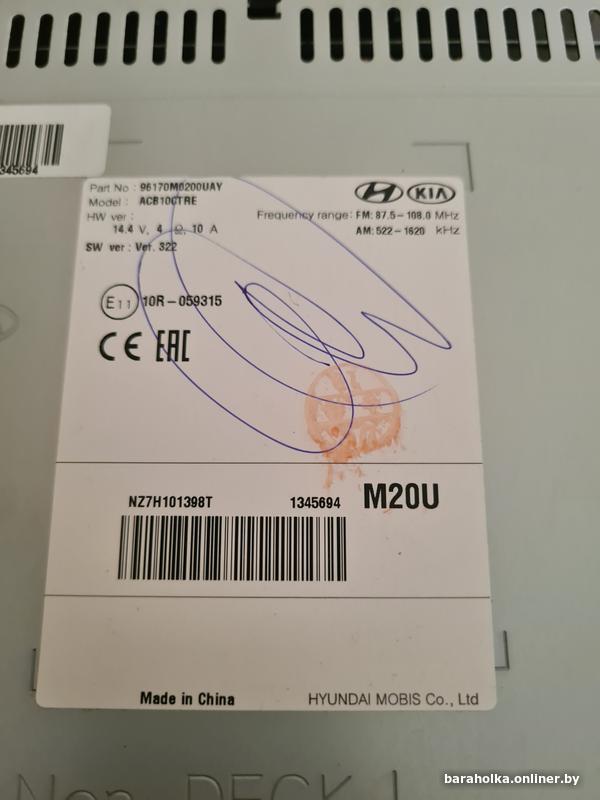 345694
Part No : 96170M0200UAY
Model : ACB10CTRE
HW ver :
14.4 V, 4 Ω, 10 A
SW ver : Ver. 322
HYUNDAI KIA
Frequency range: FM: 87.5 - 108.0 MHz
AM: 522 - 1620 kHz
E11 10R - 059315
CE EAC
NZ7H101398T 1345694 M20U
Made in China HYUNDAI MOBIS Co., Ltd
Non DECK
baraholka.onliner.by